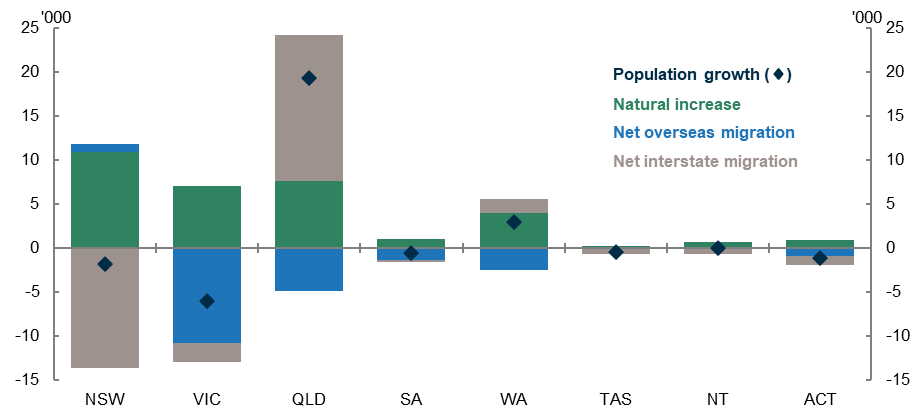 '000 '000
25 25
20 20
15 15
10 10
5 5
0 0
-5 -5
-10 -10
-15 -15
Population growth (◆)
Natural increase
Net overseas migration
Net interstate migration
NSW VIC QLD SA WA TAS NT ACT